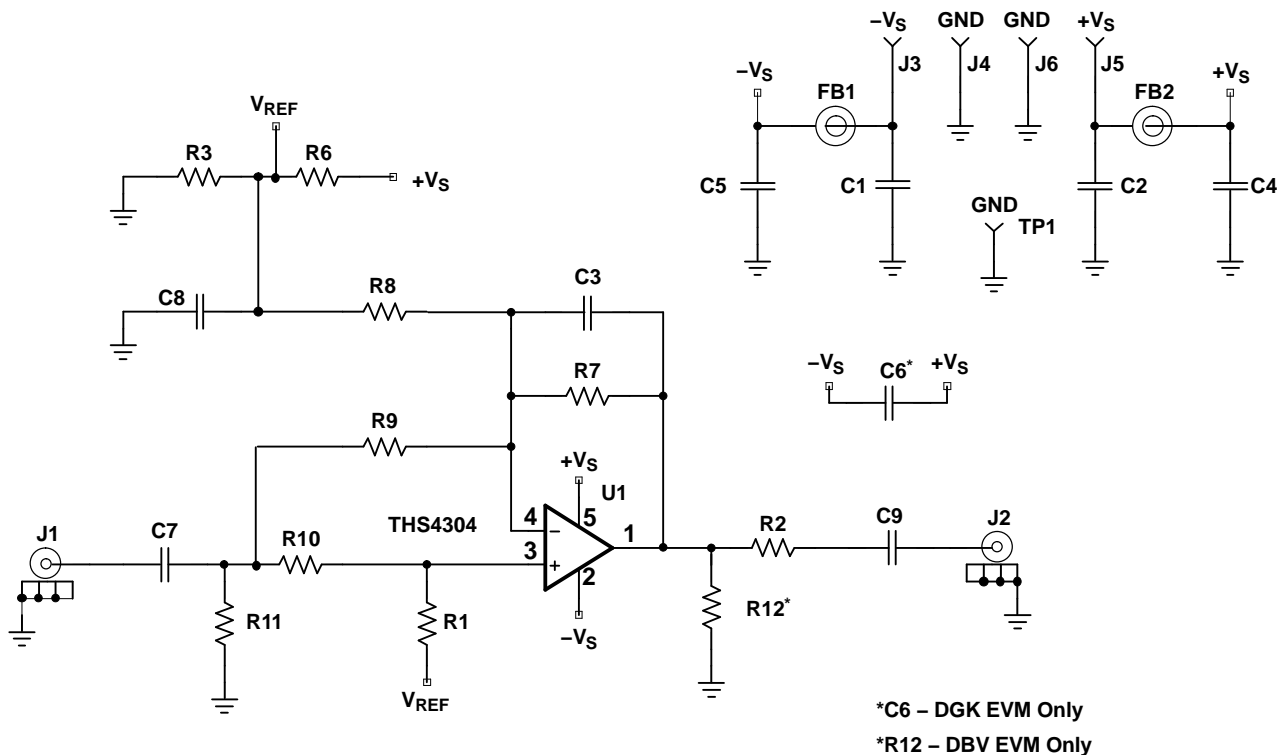 −VS GND GND +VS
J3 J4 J6 J5
−VS FB1 FB2 +VS
VREF
R3 R6
+VS
C5 C1 C2 C4
GND
TP1
C8 R8 C3
−VS C6* +VS
R7
R9
+VS
U1
THS4304
4 5
− 1
3
+ 2
J1 C7 R10 R2 C9 J2
R11 R1 −VS R12*
VREF
*C6 – DGK EVM Only
*R12 – DBV EVM Only